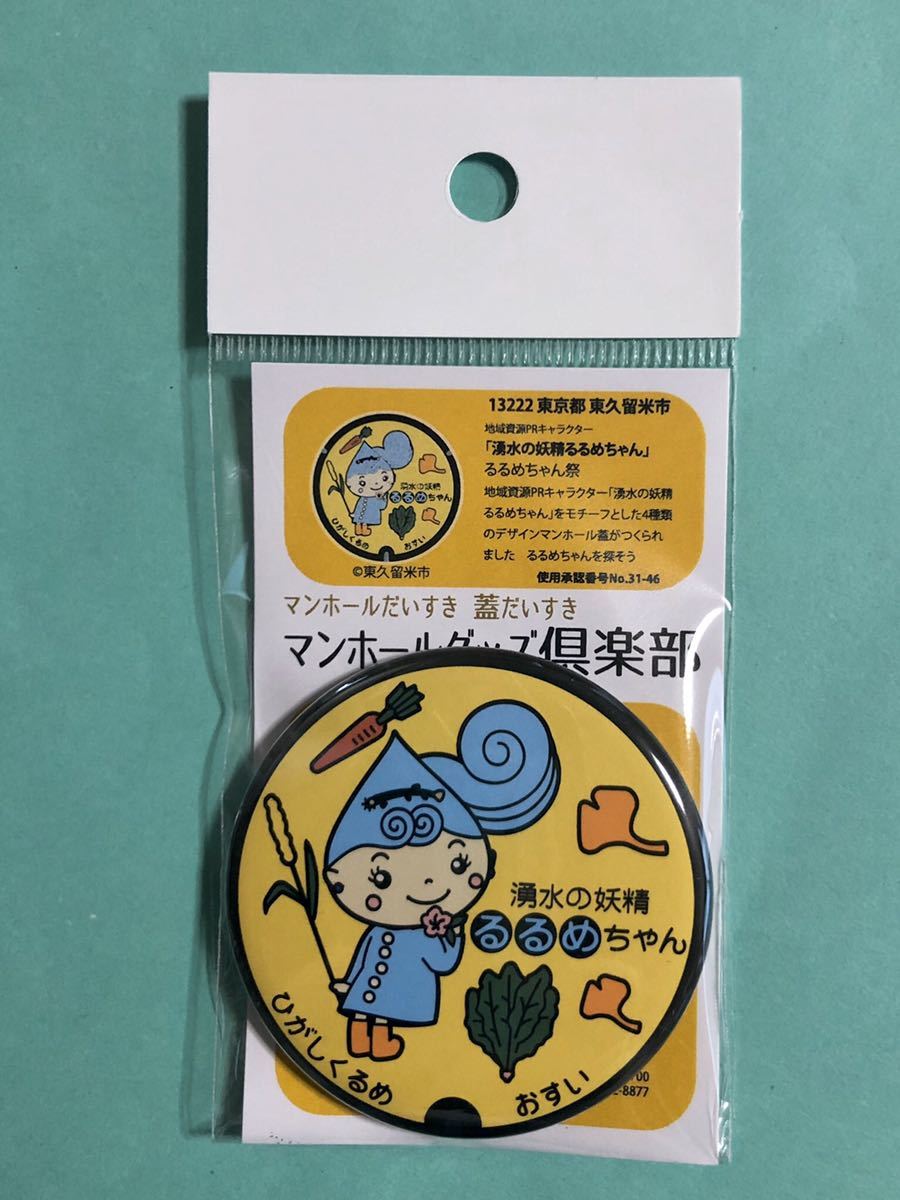 13222 東京都 東久留米市
地域資源PRキャラクター
「湧水の妖精るるめちゃん」
るるめちゃん祭
地域資源PRキャラクター「湧水の妖精
るるめちゃん」をモチーフとした4種類
のデザインマンホール蓋がつくられ
ました るるめちゃんを探そう
使用承認番号No.31-46
湧水の妖精
るるめちゃん
ひがしくるめ
おすい
©東久留米市
マンホールだいすき 蓋だいすき
マンホールグッズ倶楽部
湧水の妖精
るるめちゃん
ひがしくるめ
おすい
00
-8877